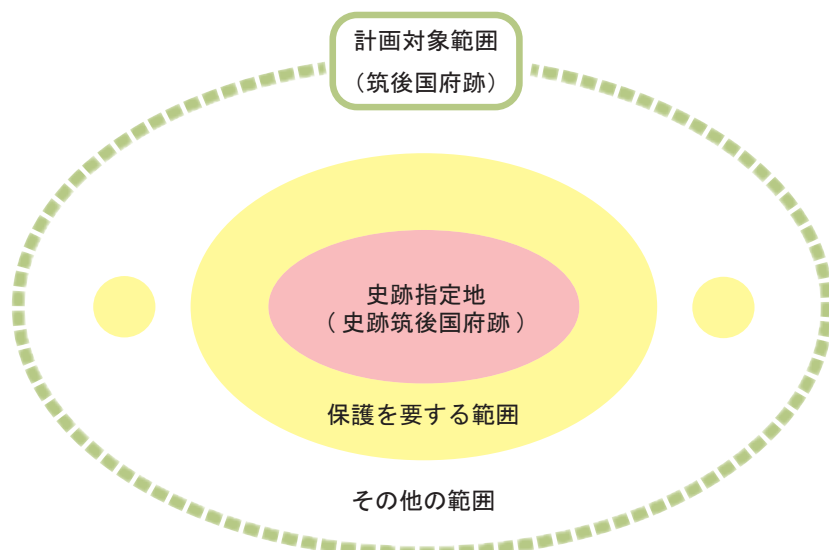 計画対象範囲
(筑後国府跡)
史跡指定地
(史跡筑後国府跡)
保護を要する範囲
その他の範囲